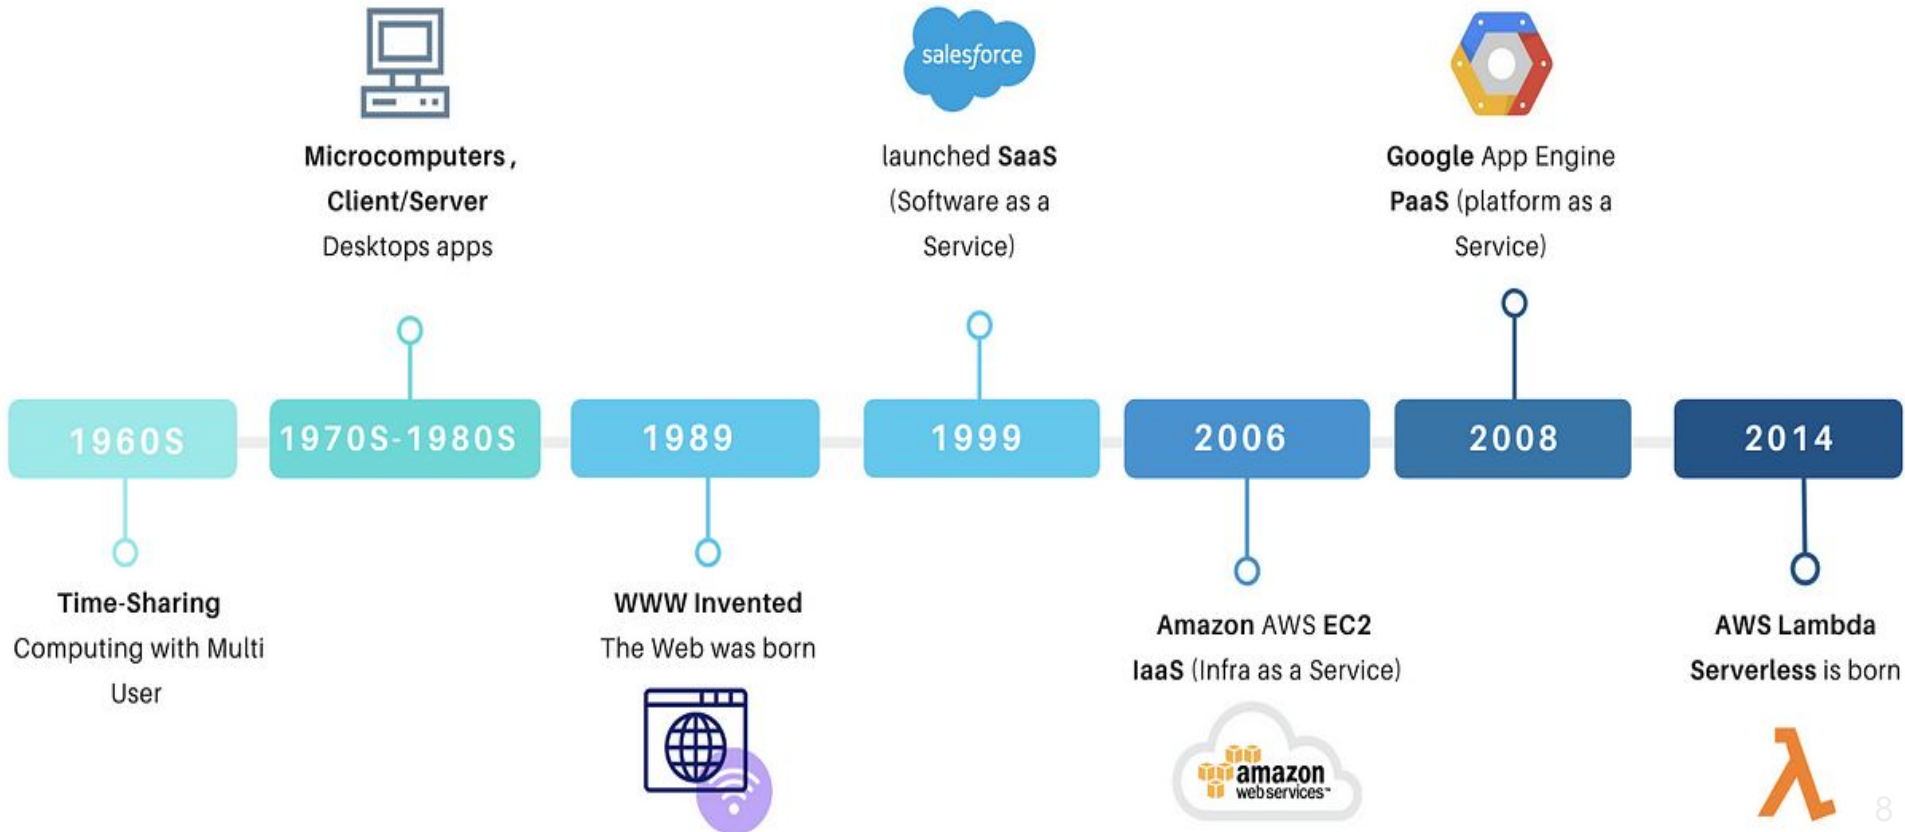 salesforce
Microcomputers,
Client/Server
Desktops apps
launched SaaS
(Software as a
Service)
Google App Engine
PaaS (platform as a
Service)
1960S
1970S-1980S
1989
1999
2006
2008
2014
Time-Sharing
Computing with Multi
User
WWW Invented
The Web was born
Amazon AWS EC2
IaaS (Infra as a Service)
amazon
webservices™
AWS Lambda
Serverless is born
λ
8